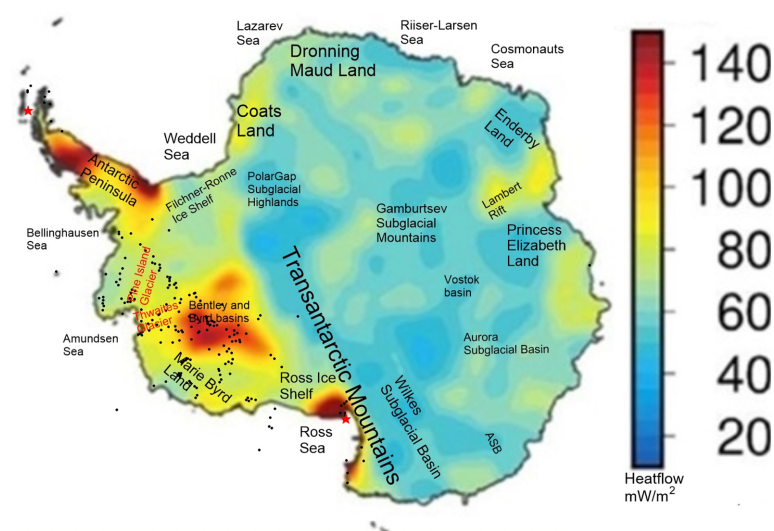 Lazarev
Sea
Riiser-Larsen
Sea
Cosmonauts
Sea
Dronning
Maud Land
Coats
Land
Enderby
Land
Weddell
Sea
Antarctic
Peninsula
Filchner-Ronne
Ice Shelf
PolarGap
Subglacial
Highlands
Lambert
Rift
Gamburtsev
Subglacial
Mountains
Princess
Elizabeth
Land
Bellinghausen
Sea
Pine Island
Glacier
Thwaites
Glacier
Bentley and
Byrd basins
Vostok
basin
Amundsen
Sea
Aurora
Subglacial Basin
Marie Byrd
Land
Ross Ice
Shelf
Transantarctic Mountains
Wilkes
Subglacial Basin
ASB
Ross
Sea
140
120
100
80
60
40
20
Heatflow
mW/m²